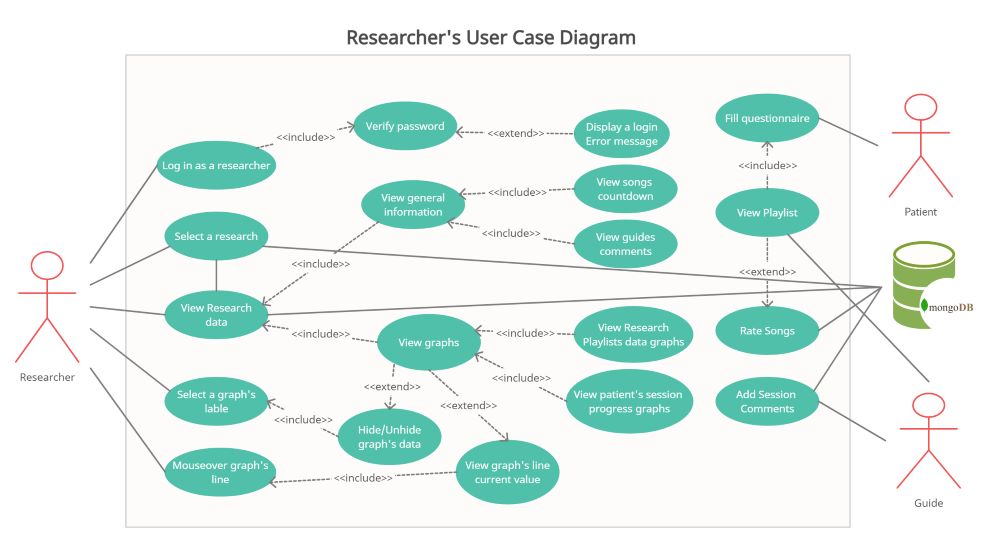 Researcher's User Case Diagram
Verify password
Display a login
Error message
Fill questionnaire
<<include>>
<<extend>>
Log in as a researcher
<<include>>
View general
information
<<include>>
View songs
countdown
View Playlist
Patient
Select a research
<<include>>
View guides
comments
<<include>>
<<extend>>
View Research
data
mongoDB
<<include>>
View graphs
<<include>>
View Research
Playlists data graphs
Rate Songs
Researcher
<<extend>>
<<include>>
Select a graph's
lable
<<extend>>
View patient's session
progress graphs
Add Session
Comments
<<include>>
Hide/Unhide
graph's data
Mouseover graph's
line
<<include>>
View graph's line
current value
Guide